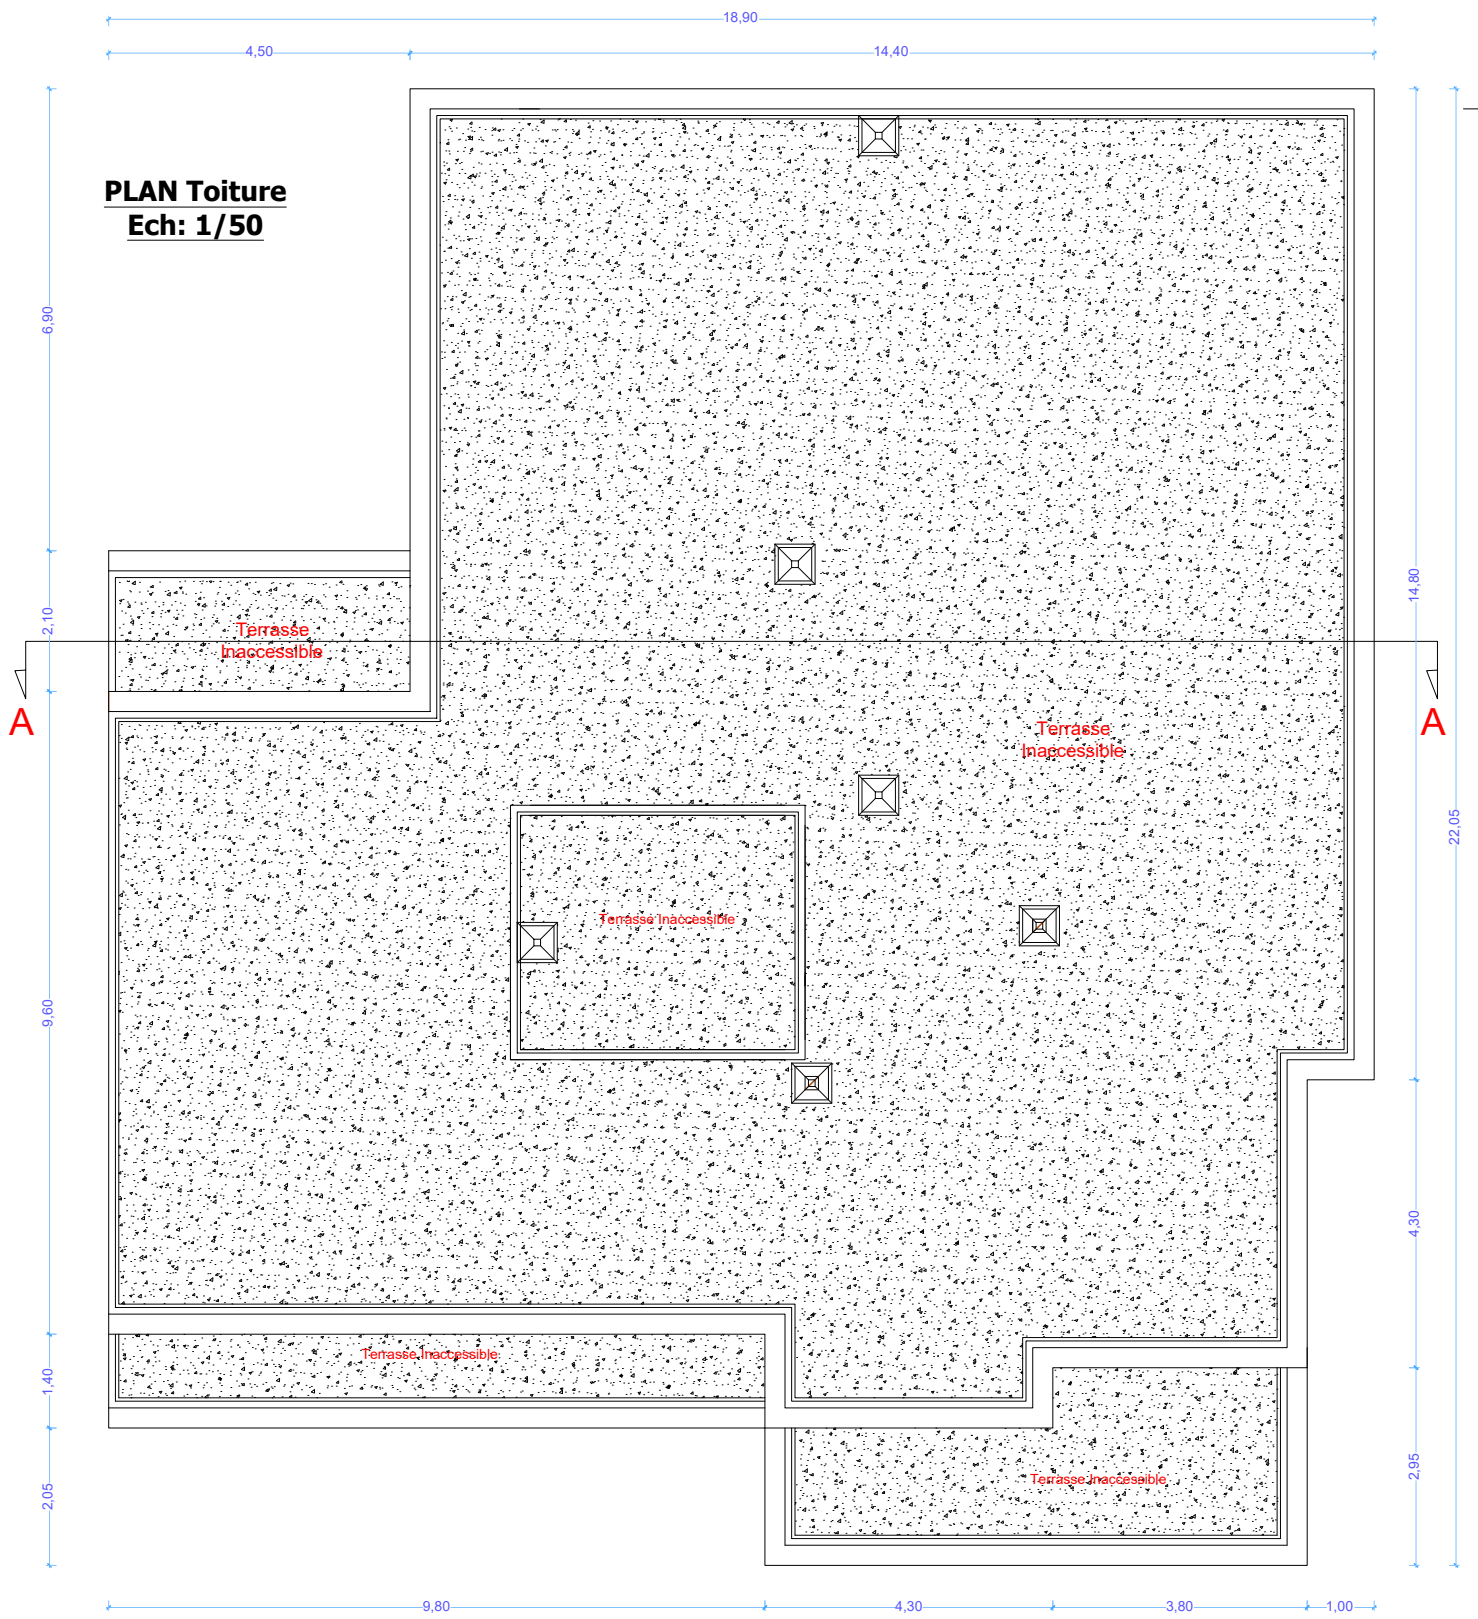 18,90
4,50
14,40
PLAN Toiture
Ech: 1/50
6,90
2,10
9,60
1,40
2,05
14,80
4,30
2,95
22,05
Terrasse
Inaccessible
A
A
Terrasse
Inaccessible
Terrasse Inaccessible
Terrasse Inaccessible
Terrasse Inaccessible
9,80
4,30
3,80
1,00